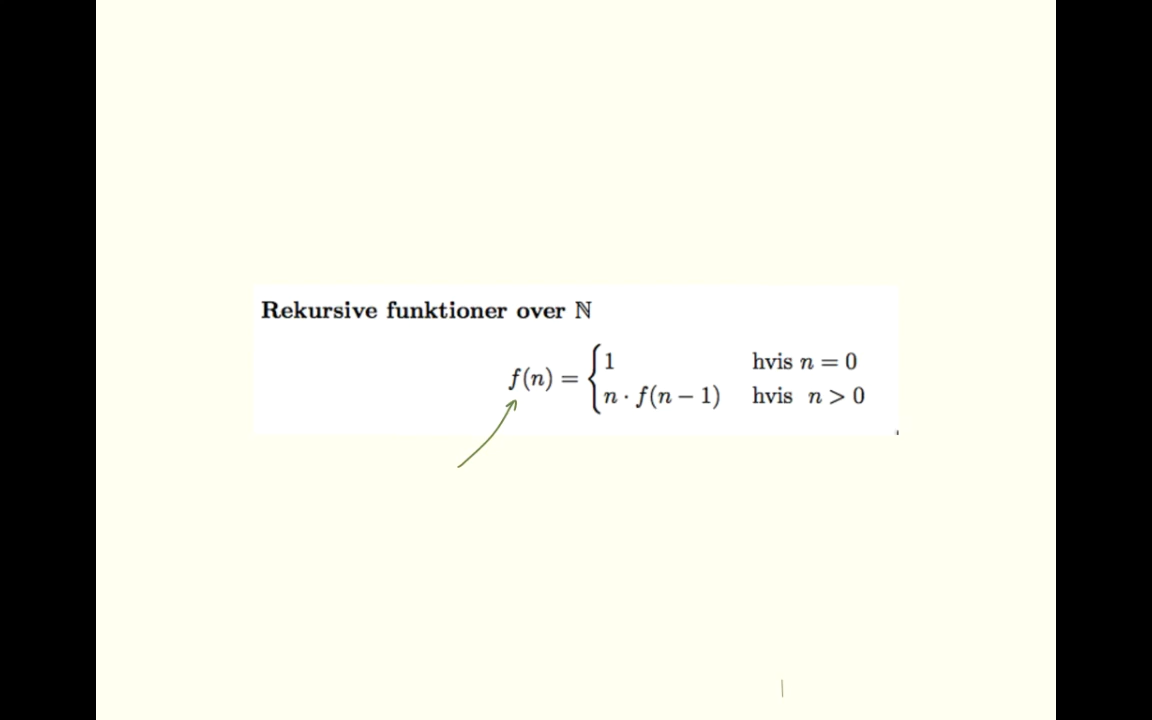 Rekursive funktioner over ℕ
f(n) = { 1 hvis n = 0
n · f(n − 1) hvis n > 0